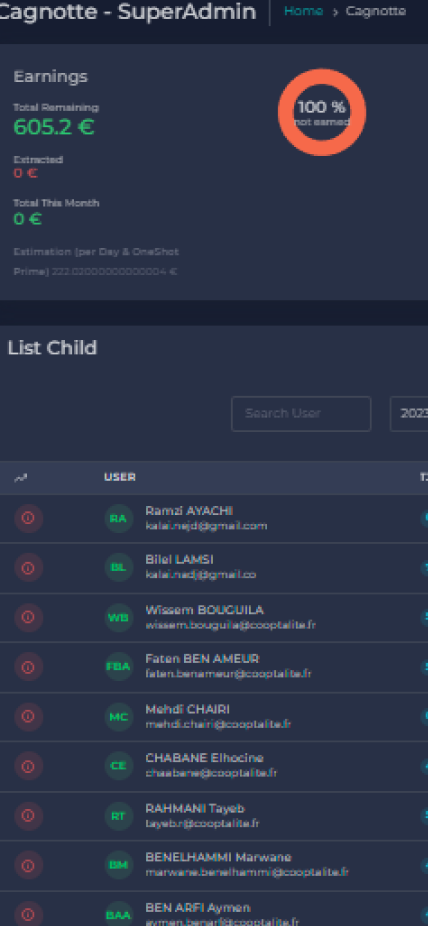 Cagnotte - SuperAdmin
Home > Cagnotte
Earnings
Total Remaining
605.2 €
Extracted
0 €
Total This Month
0 €
Estimation (per Day & OneShot
Prime) 222.02000000000004 €
100 %
not earned
List Child
Search User
2023
USER
RA
Ramzi AYACHI
kalai.nejd@gmail.com
BL
Bilel LAMSI
kalai.nadj@gmail.co
WB
Wissem BOUGUILA
wissem.bouguila@cooptalite.fr
FBA
Faten BEN AMEUR
faten.benameur@cooptalite.fr
MC
Mehdi CHAIRI
mehdi.chairi@cooptalite.fr
CE
CHABANE Elhocine
chaabane@cooptalite.fr
RT
RAHMANI Tayeb
tayeb.r@cooptalite.fr
BM
BENELHAMMI Marwane
marwane.benelhammi@cooptalite.fr
BAA
BEN ARFI Aymen
aymen.benarfi@cooptalite.fr